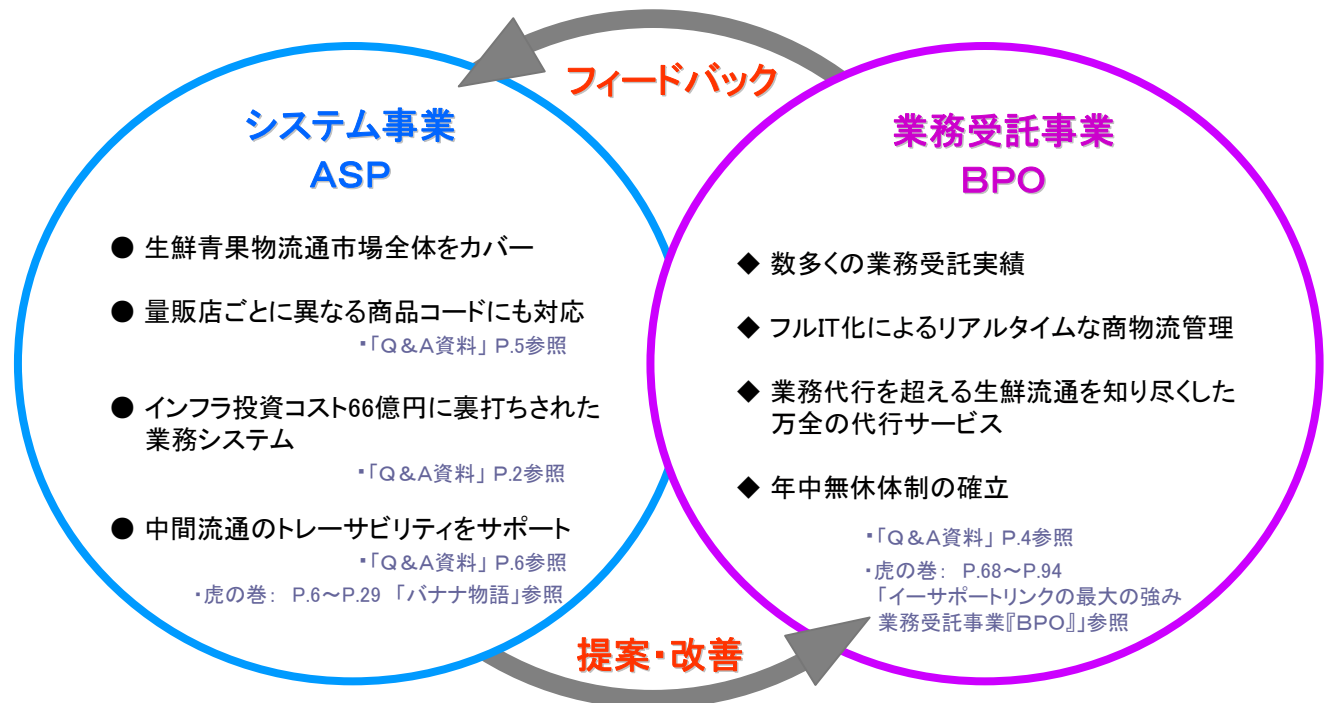 フィードバック
システム事業
ASP
● 生鮮青果物流通市場全体をカバー
● 量販店ごとに異なる商品コードにも対応
・「Q&A資料」 P.5参照
● インフラ投資コスト66億円に裏打ちされた
業務システム
・「Q&A資料」 P.2参照
● 中間流通のトレーサビリティをサポート
・「Q&A資料」 P.6参照
・虎の巻： P.6～P.29 「バナナ物語」参照
業務受託事業
BPO
◆ 数多くの業務受託実績
◆ フルIT化によるリアルタイムな商物流管理
◆ 業務代行を超える生鮮流通を知り尽くした
万全の代行サービス
◆ 年中無休体制の確立
・「Q&A資料」 P.4参照
・虎の巻： P.68～P.94
「イーサポートリンクの最大の強み
業務受託事業『BPO』」参照
提案・改善